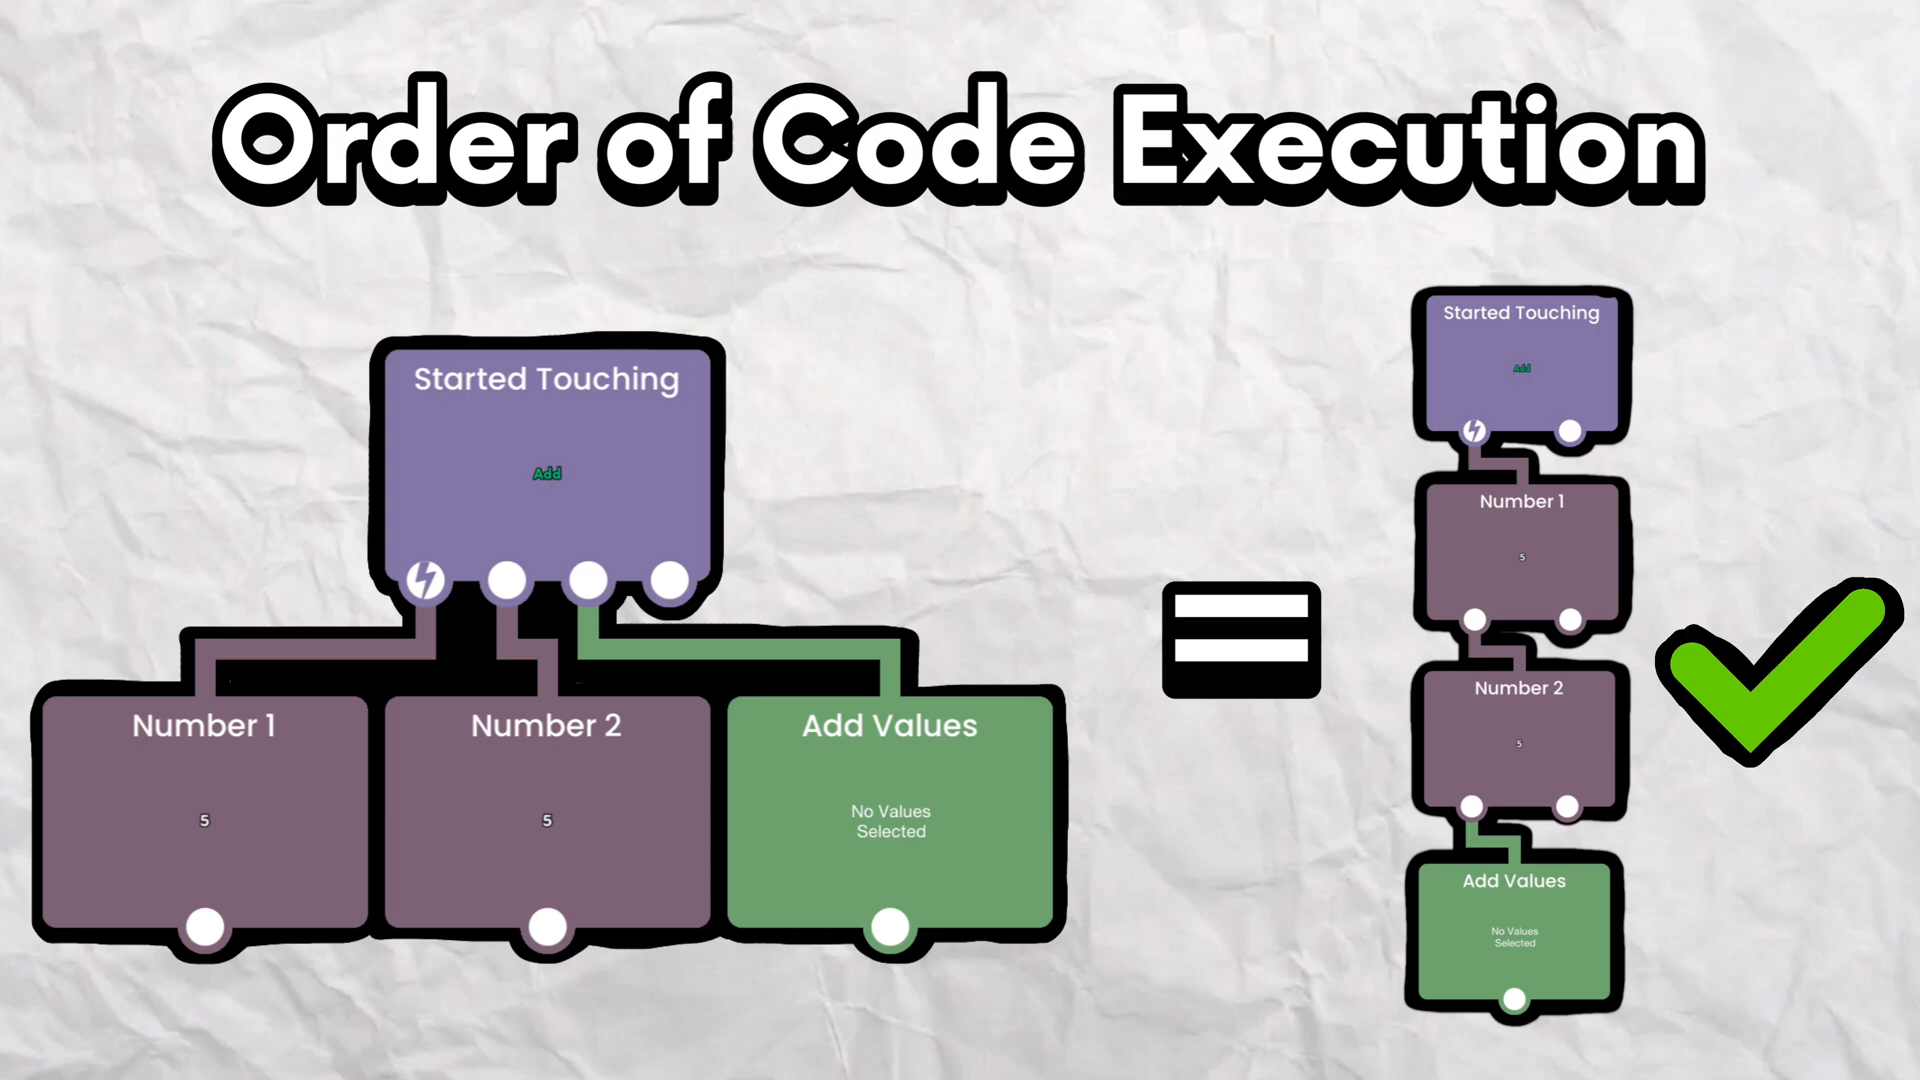 Order of Code Execution
Started Touching
Add
Number 1
5
Number 2
5
Add Values
No Values
Selected
Started Touching
Add
Number 1
5
Number 2
5
Add Values
No Values
Selected